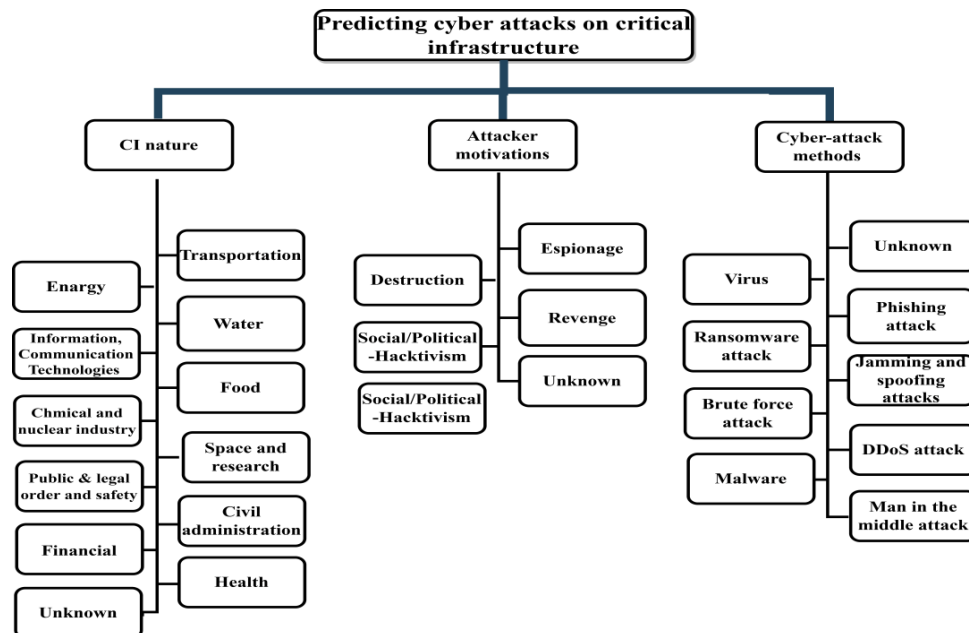 Predicting cyber attacks on critical
infrastructure
CI nature
Transportation
Enargy
Water
Information,
Communication
Technologies
Food
Chmical and
nuclear industry
Space and
research
Public & legal
order and safety
Civil
administration
Financial
Health
Unknown
Attacker
motivations
Espionage
Destruction
Revenge
Social/Political
-Hacktivism
Unknown
Social/Political
-Hacktivism
Cyber-attack
methods
Unknown
Virus
Phishing
attack
Ransomware
attack
Jamming and
spoofing
attacks
Brute force
attack
DDoS attack
Malware
Man in the
middle attack